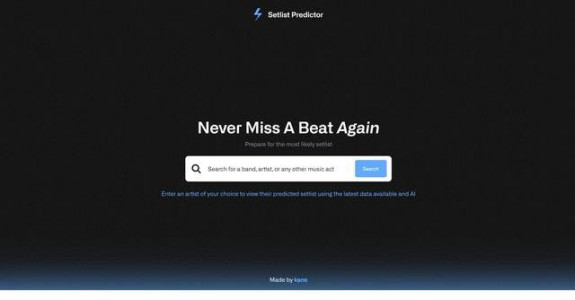 Setlist Predictor
Never Miss A Beat Again
Prepare for the most likely setlist
Search for a band, artist, or any other music act
Search
Enter an artist of your choice to view their predicted setlist using the latest data available and AI
Made by kane